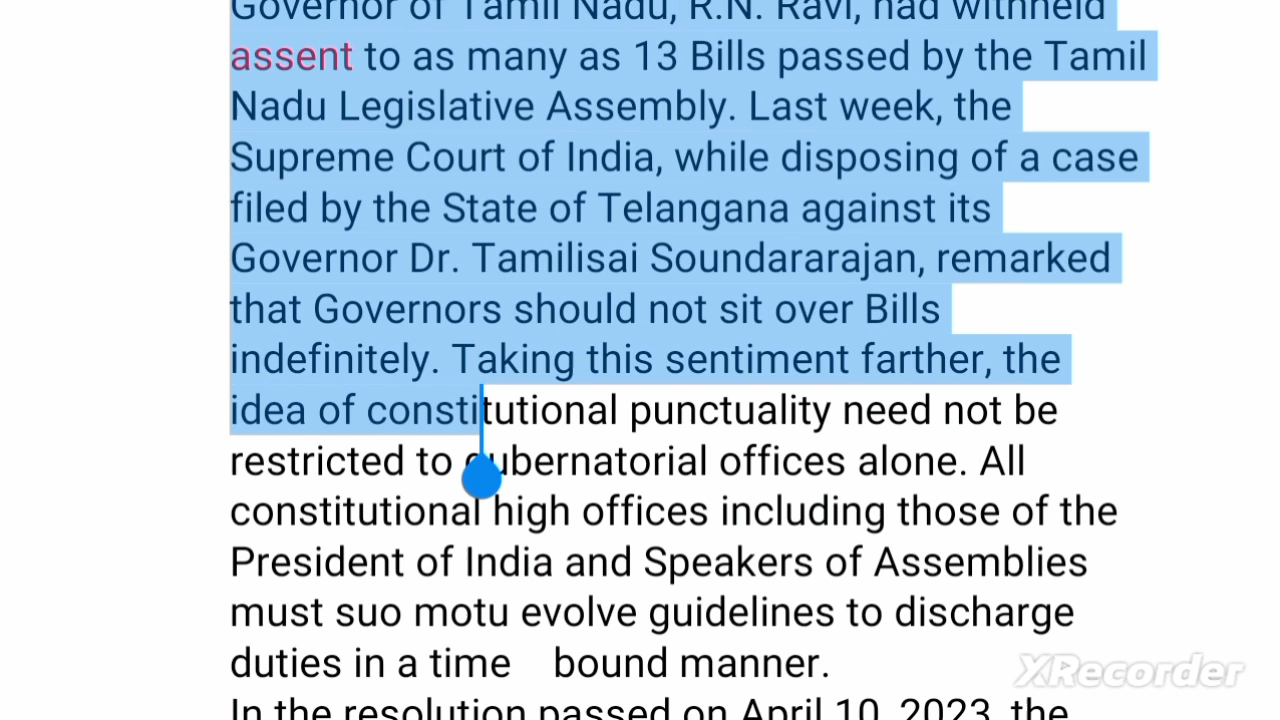 Governor of Tamil Nadu, R.N. Ravi, had withheld
assent to as many as 13 Bills passed by the Tamil
Nadu Legislative Assembly. Last week, the
Supreme Court of India, while disposing of a case
filed by the State of Telangana against its
Governor Dr. Tamilisai Soundararajan, remarked
that Governors should not sit over Bills
indefinitely. Taking this sentiment farther, the
idea of constitutional punctuality need not be
restricted to gubernatorial offices alone. All
constitutional high offices including those of the
President of India and Speakers of Assemblies
must suo motu evolve guidelines to discharge
duties in a time bound manner.
In the resolution passed on April 10, 2023, the
XRecorder